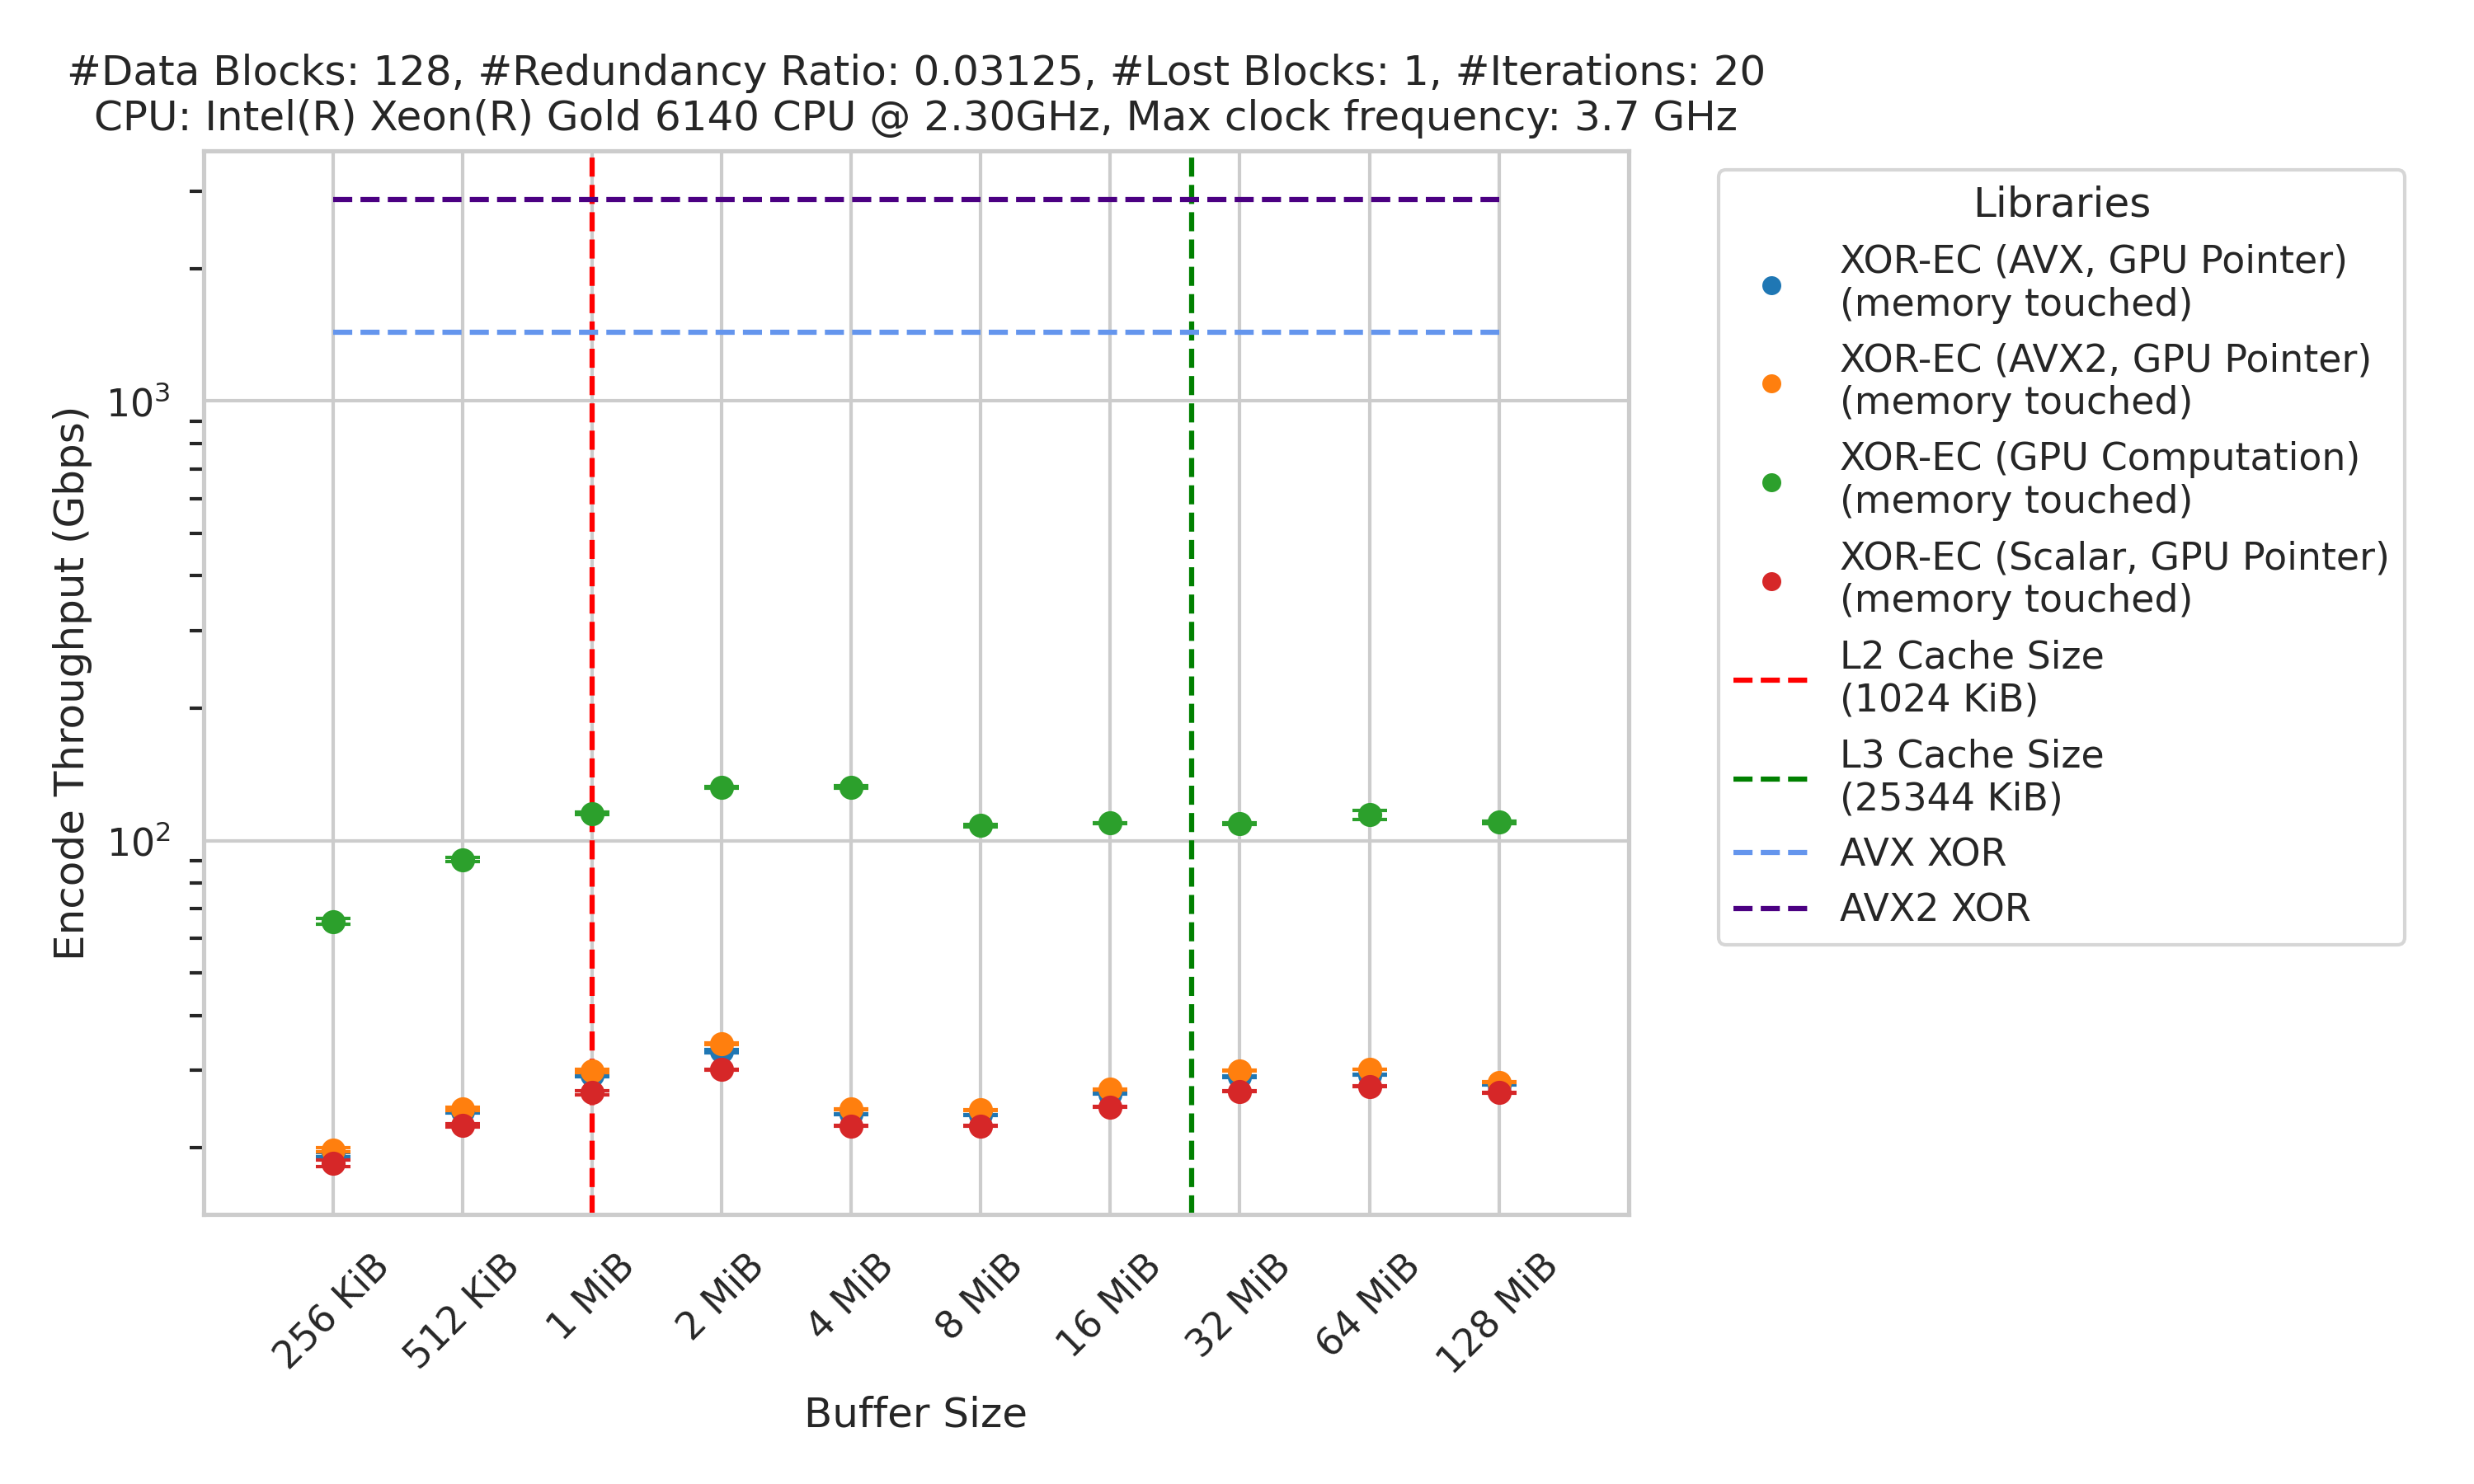 #Data Blocks: 128, #Redundancy Ratio: 0.03125, #Lost Blocks: 1, #Iterations: 20
CPU: Intel(R) Xeon(R) Gold 6140 CPU @ 2.30GHz, Max clock frequency: 3.7 GHz
Encode Throughput (Gbps)
10³
10²
256 KiB
512 KiB
1 MiB
2 MiB
4 MiB
8 MiB
16 MiB
32 MiB
64 MiB
128 MiB
Buffer Size
Libraries
XOR-EC (AVX, GPU Pointer)
(memory touched)
XOR-EC (AVX2, GPU Pointer)
(memory touched)
XOR-EC (GPU Computation)
(memory touched)
XOR-EC (Scalar, GPU Pointer)
(memory touched)
L2 Cache Size
(1024 KiB)
L3 Cache Size
(25344 KiB)
AVX XOR
AVX2 XOR